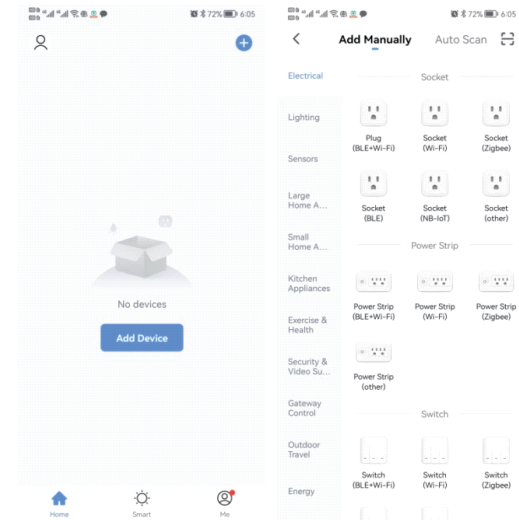 72% 6:05
No devices
Add Device
Home Smart Me
72% 6:05
Add Manually Auto Scan
Electrical
Lighting
Sensors
Large
Home A...
Small
Home A...
Kitchen
Appliances
Exercise &
Health
Security &
Video Su...
Gateway
Control
Outdoor
Travel
Energy
Socket
Plug Socket Socket
(BLE+Wi-Fi) (Wi-Fi) (Zigbee)
Socket Socket Socket
(BLE) (NB-IoT) (other)
Power Strip
Power Strip Power Strip Power Strip
(BLE+Wi-Fi) (Wi-Fi) (Zigbee)
Power Strip
(other)
Switch
Switch Switch Switch
(BLE+Wi-Fi) (Wi-Fi) (Zigbee)